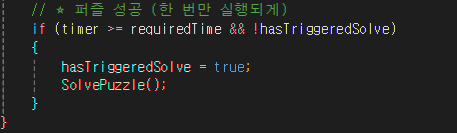 // ★ 퍼즐 성공 (한 번만 실행되게)
if (timer >= requiredTime && !hasTriggeredSolve)
{
hasTriggeredSolve = true;
SolvePuzzle();
}
}